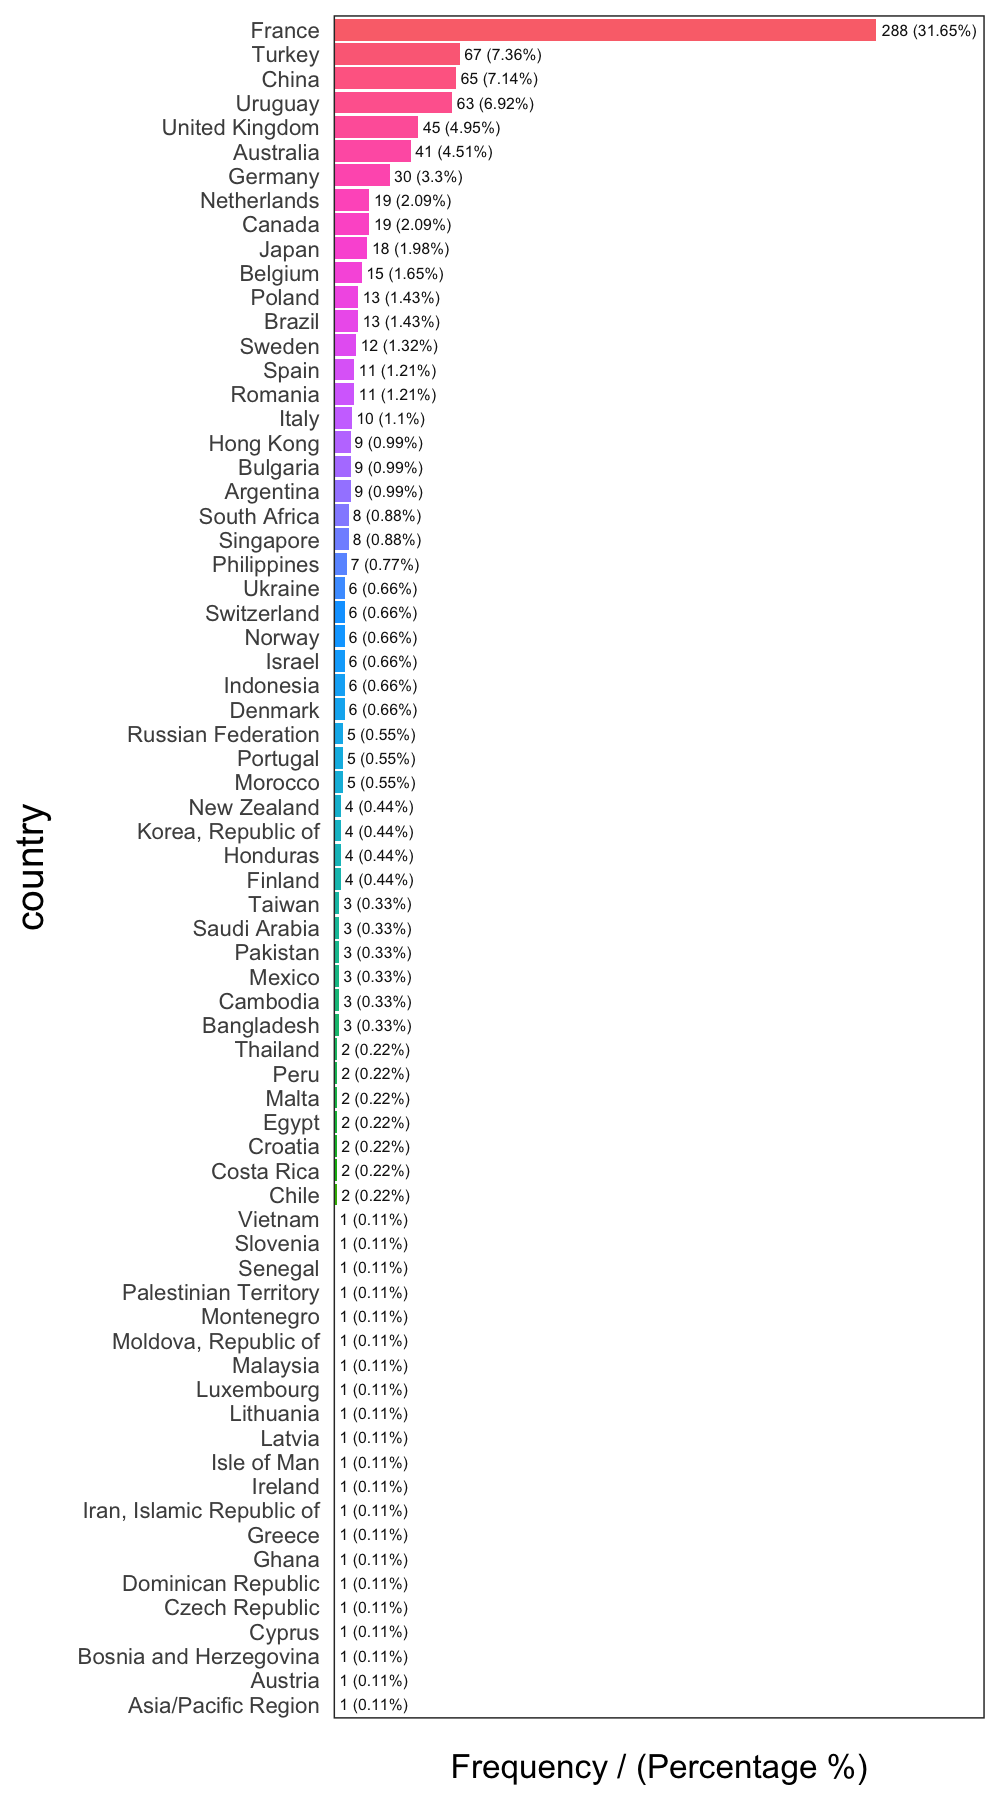 France 288 (31.65%)
Turkey 67 (7.36%)
China 65 (7.14%)
Uruguay 63 (6.92%)
United Kingdom 45 (4.95%)
Australia 41 (4.51%)
Germany 30 (3.3%)
Netherlands 19 (2.09%)
Canada 19 (2.09%)
Japan 18 (1.98%)
Belgium 15 (1.65%)
Poland 13 (1.43%)
Brazil 13 (1.43%)
Sweden 12 (1.32%)
Spain 11 (1.21%)
Romania 11 (1.21%)
Italy 10 (1.1%)
Hong Kong 9 (0.99%)
Bulgaria 9 (0.99%)
Argentina 9 (0.99%)
South Africa 8 (0.88%)
Singapore 8 (0.88%)
Philippines 7 (0.77%)
Ukraine 6 (0.66%)
Switzerland 6 (0.66%)
Norway 6 (0.66%)
Israel 6 (0.66%)
Indonesia 6 (0.66%)
Denmark 6 (0.66%)
Russian Federation 5 (0.55%)
Portugal 5 (0.55%)
Morocco 5 (0.55%)
New Zealand 4 (0.44%)
Korea, Republic of 4 (0.44%)
Honduras 4 (0.44%)
Finland 4 (0.44%)
Taiwan 3 (0.33%)
Saudi Arabia 3 (0.33%)
Pakistan 3 (0.33%)
Mexico 3 (0.33%)
Cambodia 3 (0.33%)
Bangladesh 3 (0.33%)
Thailand 2 (0.22%)
Peru 2 (0.22%)
Malta 2 (0.22%)
Egypt 2 (0.22%)
Croatia 2 (0.22%)
Costa Rica 2 (0.22%)
Chile 2 (0.22%)
Vietnam 1 (0.11%)
Slovenia 1 (0.11%)
Senegal 1 (0.11%)
Palestinian Territory 1 (0.11%)
Montenegro 1 (0.11%)
Moldova, Republic of 1 (0.11%)
Malaysia 1 (0.11%)
Luxembourg 1 (0.11%)
Lithuania 1 (0.11%)
Latvia 1 (0.11%)
Isle of Man 1 (0.11%)
Ireland 1 (0.11%)
Iran, Islamic Republic of 1 (0.11%)
Greece 1 (0.11%)
Ghana 1 (0.11%)
Dominican Republic 1 (0.11%)
Czech Republic 1 (0.11%)
Cyprus 1 (0.11%)
Bosnia and Herzegovina 1 (0.11%)
Austria 1 (0.11%)
Asia/Pacific Region 1 (0.11%)
country
Frequency / (Percentage %)